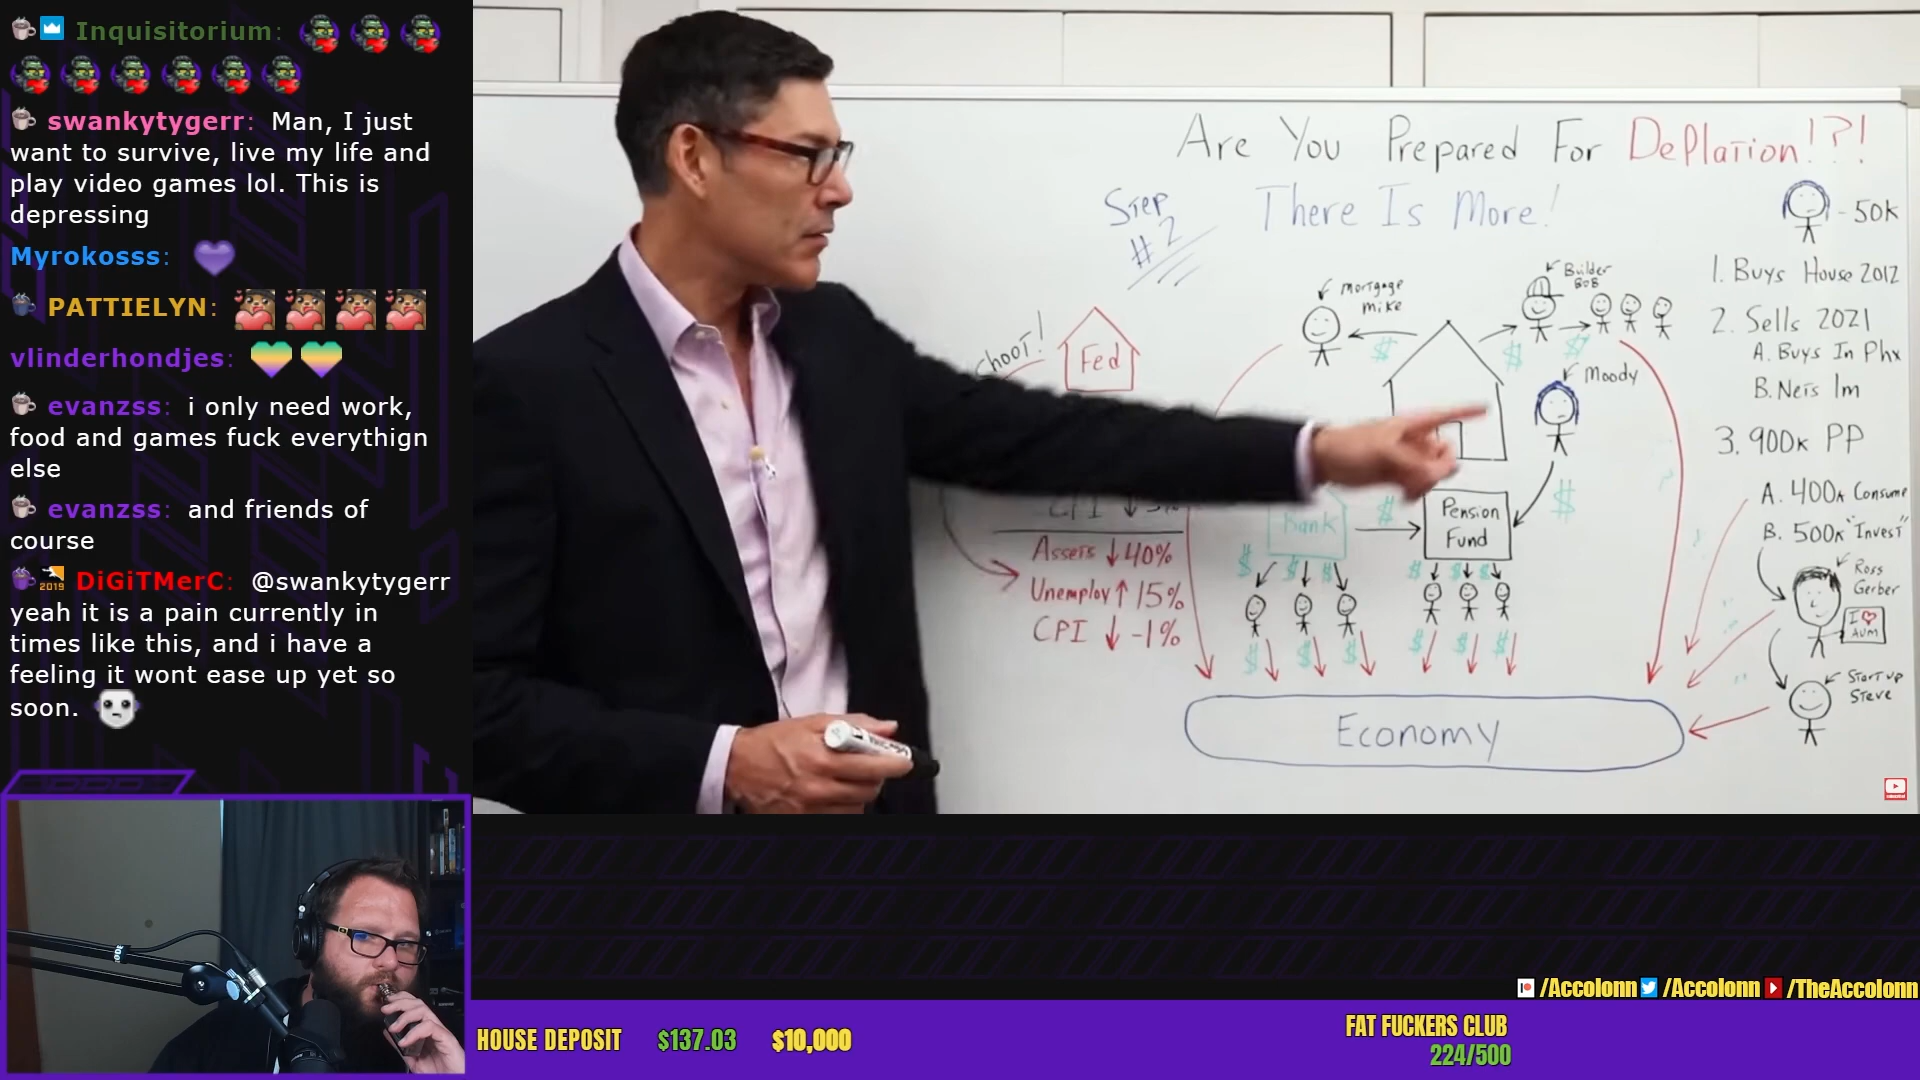 Inquisitorium:
swankytygerr: Man, I just
want to survive, live my life and
play video games lol. This is
depressing
Myrokosss:
PATTIELYN:
vlinderhondjes:
evanzss: i only need work,
food and games fuck everythign
else
evanzss: and friends of
course
2019 DiGiTMerC: @swankytygerr
yeah it is a pain currently in
times like this, and i have a
feeling it wont ease up yet so
soon.
Are You Prepared For Deflation!?!
Step
#2
There Is More!
- 50k
1. Buys House 2012
2. Sells 2021
A. Buys In Phx
B. Nets 1m
3. 900k PP
A. 400k Consume
B. 500k "Invest"
Ross
Gerber
I ♡
AUM
Startup
Steve
Builder
Bob
Mortgage
Mike
Moody
Choot!
Fed
$ $ $
Bank
$
Pension
Fund
$
CPI ↓
Assets ↓ 40%
Unemploy ↑ 15%
CPI ↓ -1%
$ $ $ $ $ $
$ $ $ $ $ $
Economy
/Accolonn /Accolonn /TheAccolonn
HOUSE DEPOSIT $137.03 $10,000
FAT FUCKERS CLUB
224/500